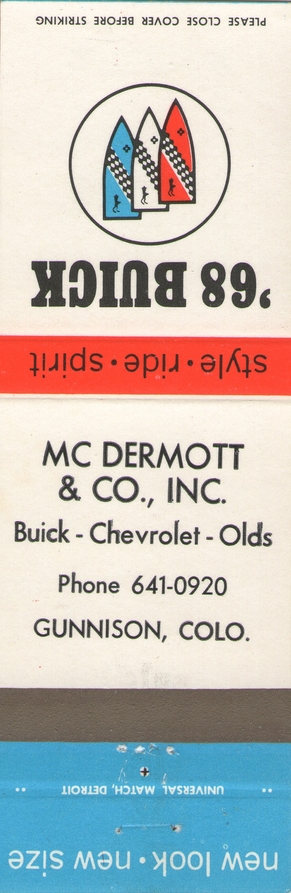 PLEASE CLOSE COVER BEFORE STRIKING
'68 BUICK
style • ride • spirit
MC DERMOTT
& CO., INC.
Buick - Chevrolet - Olds
Phone 641-0920
GUNNISON, COLO.
UNIVERSAL MATCH, DETROIT
new look • new size